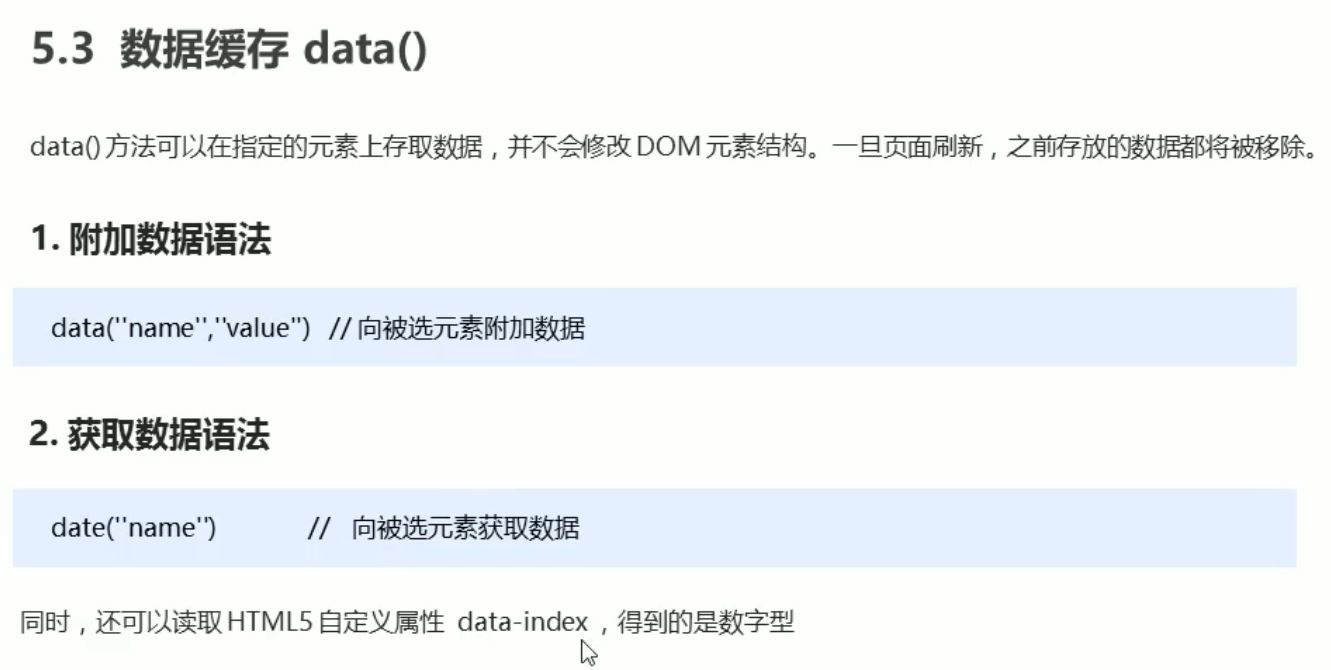 5.3 数据缓存 data()
data() 方法可以在指定的元素上存取数据，并不会修改 DOM 元素结构。一旦页面刷新，之前存放的数据都将被移除。
1. 附加数据语法
data(''name'',''value'') // 向被选元素附加数据
2. 获取数据语法
date(''name'') // 向被选元素获取数据
同时，还可以读取 HTML5 自定义属性 data-index ，得到的是数字型